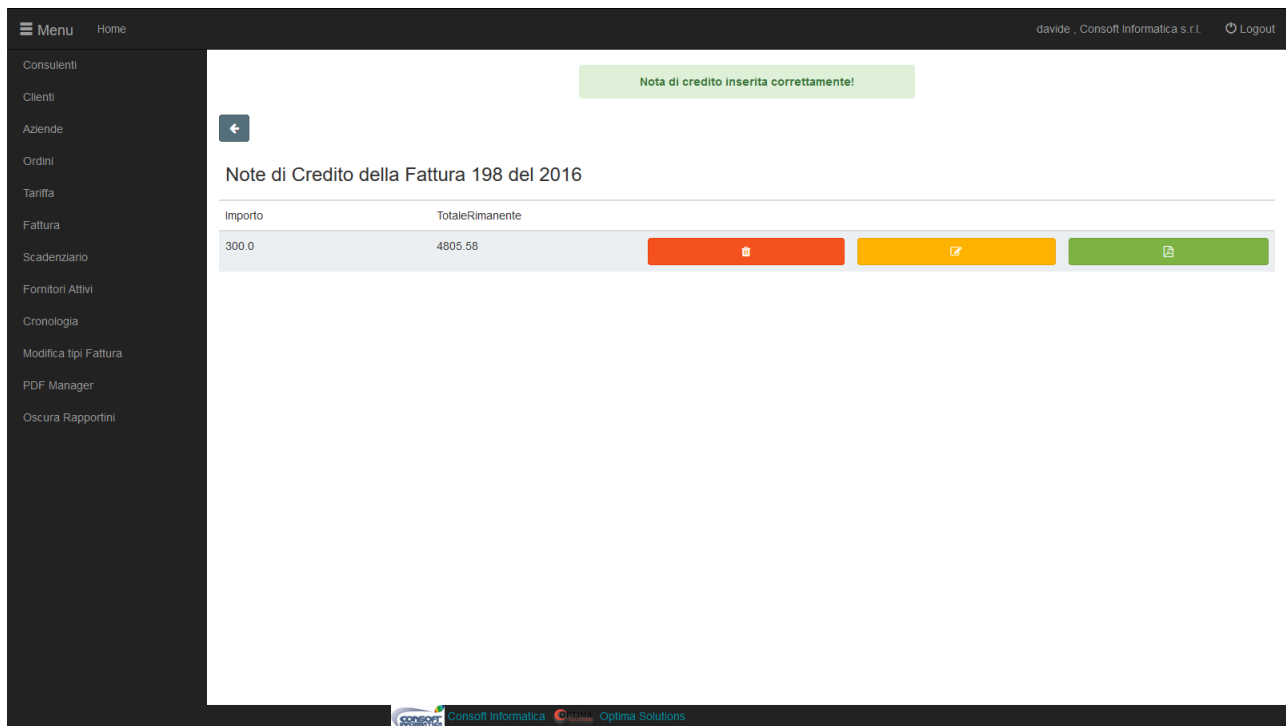 Menu Home davide , Consoft Informatica s.r.l. Logout
Consulenti
Clienti
Aziende
Ordini
Tariffa
Fattura
Scadenziario
Fornitori Attivi
Cronologia
Modifica tipi Fattura
PDF Manager
Oscura Rapportini
Nota di credito inserita correttamente!
Note di Credito della Fattura 198 del 2016
Importo TotaleRimanente
300.0 4805.58
CONSOFT INFORMATICA Consoft Informatica Optima Solutions